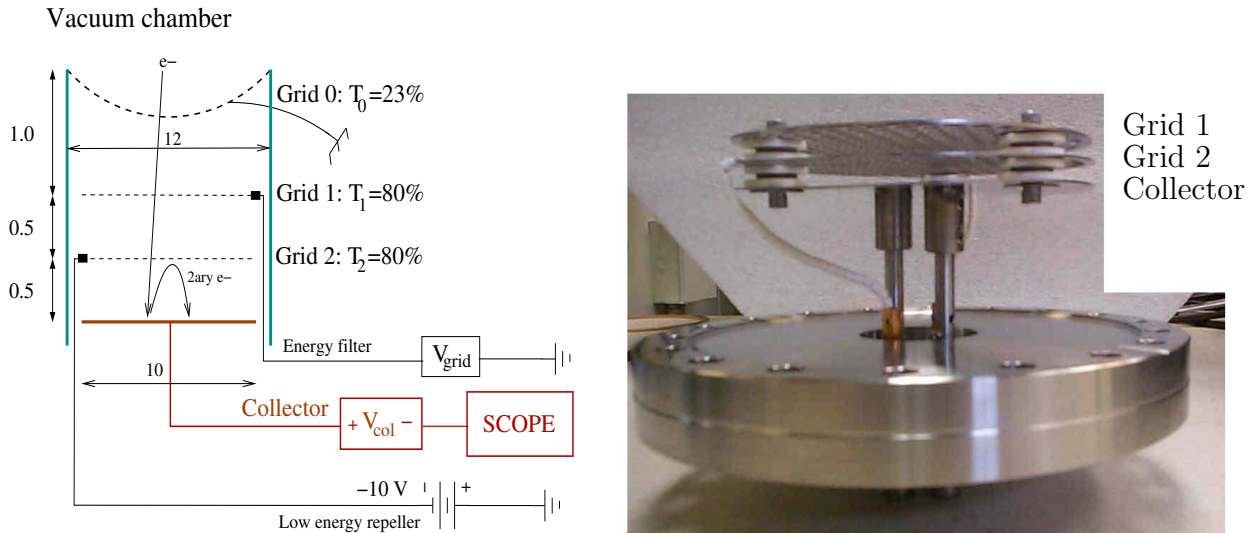 Vacuum chamber
e−
Grid 0: T0=23%
1.0
12
Grid 1: T1=80%
0.5
Grid 2: T2=80%
2ary e−
0.5
Energy filter
Vgrid
10
Collector
+ Vcol −
SCOPE
−10 V
- +
Low energy repeller
Grid 1
Grid 2
Collector